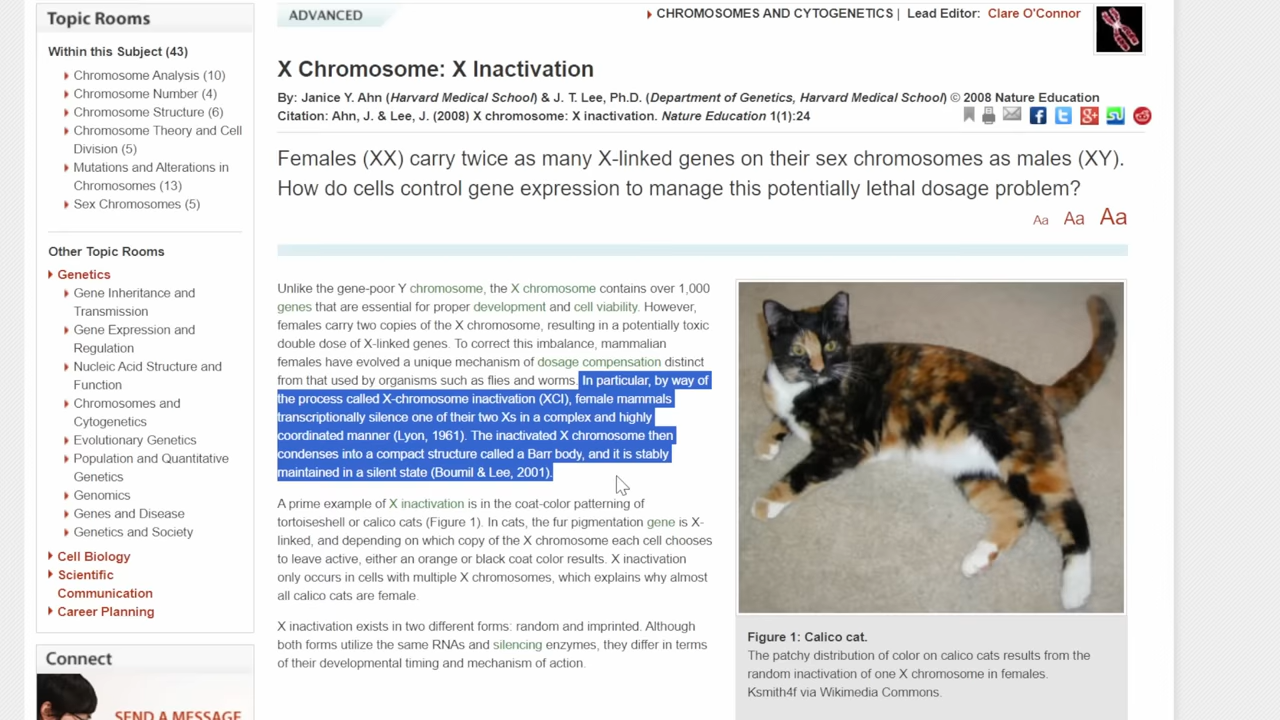 Topic Rooms
Within this Subject (43)
Chromosome Analysis (10)
Chromosome Number (4)
Chromosome Structure (6)
Chromosome Theory and Cell
Division (5)
Mutations and Alterations in
Chromosomes (13)
Sex Chromosomes (5)
Other Topic Rooms
Genetics
Gene Inheritance and
Transmission
Gene Expression and
Regulation
Nucleic Acid Structure and
Function
Chromosomes and
Cytogenetics
Evolutionary Genetics
Population and Quantitative
Genetics
Genomics
Genes and Disease
Genetics and Society
Cell Biology
Scientific
Communication
Career Planning
Connect
SEND A MESSAGE
ADVANCED
CHROMOSOMES AND CYTOGENETICS | Lead Editor: Clare O'Connor
X Chromosome: X Inactivation
By: Janice Y. Ahn (Harvard Medical School) & J. T. Lee, Ph.D. (Department of Genetics, Harvard Medical School) © 2008 Nature Education
Citation: Ahn, J. & Lee, J. (2008) X chromosome: X inactivation. Nature Education 1(1):24
Females (XX) carry twice as many X-linked genes on their sex chromosomes as males (XY).
How do cells control gene expression to manage this potentially lethal dosage problem?
Aa Aa Aa
Unlike the gene-poor Y chromosome, the X chromosome contains over 1,000
genes that are essential for proper development and cell viability. However,
females carry two copies of the X chromosome, resulting in a potentially toxic
double dose of X-linked genes. To correct this imbalance, mammalian
females have evolved a unique mechanism of dosage compensation distinct
from that used by organisms such as flies and worms. In particular, by way of
the process called X-chromosome inactivation (XCI), female mammals
transcriptionally silence one of their two Xs in a complex and highly
coordinated manner (Lyon, 1961). The inactivated X chromosome then
condenses into a compact structure called a Barr body, and it is stably
maintained in a silent state (Boumil & Lee, 2001).
A prime example of X inactivation is in the coat-color patterning of
tortoiseshell or calico cats (Figure 1). In cats, the fur pigmentation gene is X-
linked, and depending on which copy of the X chromosome each cell chooses
to leave active, either an orange or black coat color results. X inactivation
only occurs in cells with multiple X chromosomes, which explains why almost
all calico cats are female.
X inactivation exists in two different forms: random and imprinted. Although
both forms utilize the same RNAs and silencing enzymes, they differ in terms
of their developmental timing and mechanism of action.
Figure 1: Calico cat.
The patchy distribution of color on calico cats results from the
random inactivation of one X chromosome in females.
Ksmith4f via Wikimedia Commons.